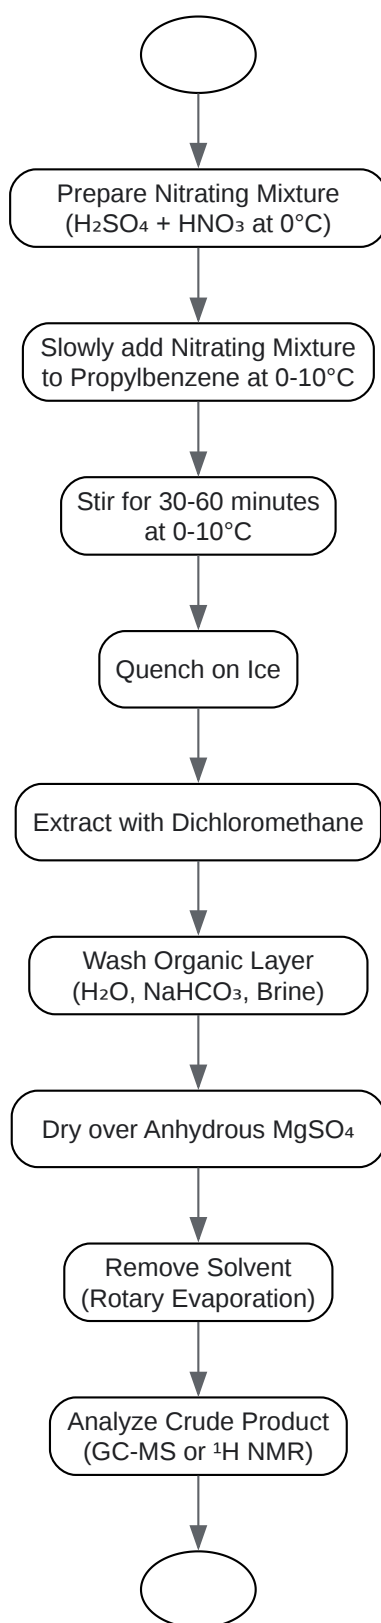 Prepare Nitrating Mixture
(H₂SO₄ + HNO₃ at 0°C)
Slowly add Nitrating Mixture
to Propylbenzene at 0-10°C
Stir for 30-60 minutes
at 0-10°C
Quench on Ice
Extract with Dichloromethane
Wash Organic Layer
(H₂O, NaHCO₃, Brine)
Dry over Anhydrous MgSO₄
Remove Solvent
(Rotary Evaporation)
Analyze Crude Product
(GC-MS or ¹H NMR)